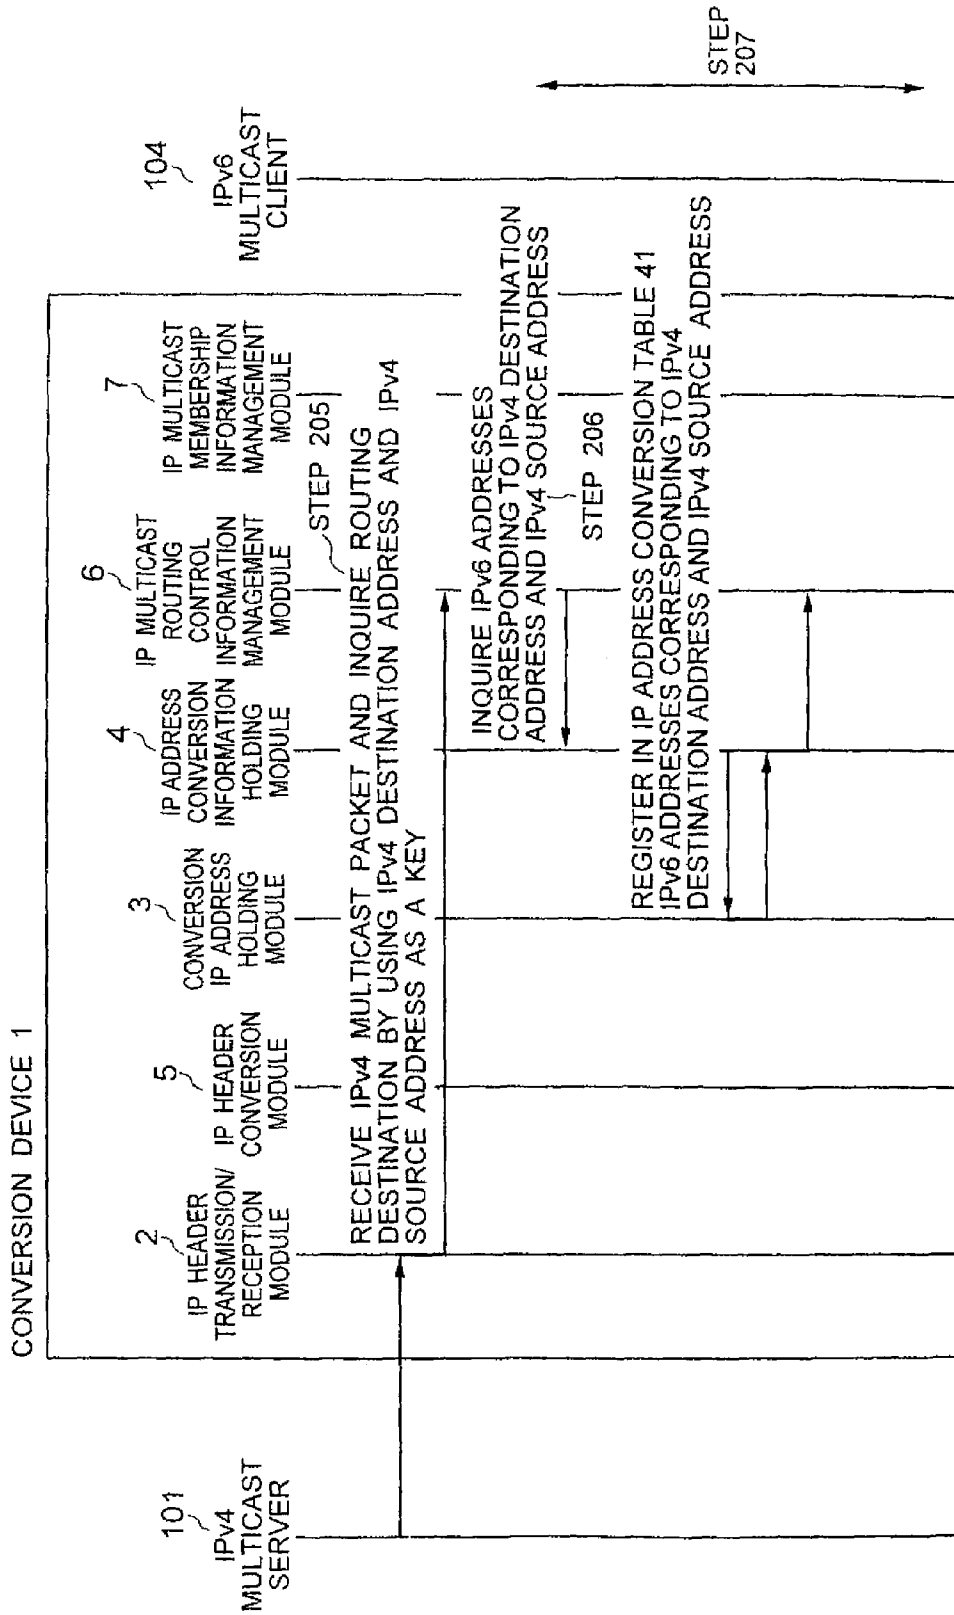 CONVERSION DEVICE 1
101
IPv4
MULTICAST
SERVER
2
IP HEADER
TRANSMISSION/
RECEPTION
MODULE
5
IP HEADER
CONVERSION
MODULE
3
CONVERSION
IP ADDRESS
HOLDING
MODULE
4
IP ADDRESS
CONVERSION
INFORMATION
HOLDING
MODULE
6
IP MULTICAST
ROUTING
CONTROL
INFORMATION
MANAGEMENT
MODULE
7
IP MULTICAST
MEMBERSHIP
INFORMATION
MANAGEMENT
MODULE
104
IPv6
MULTICAST
CLIENT
STEP 205
RECEIVE IPv4 MULTICAST PACKET AND INQUIRE ROUTING
DESTINATION BY USING IPv4 DESTINATION ADDRESS AND IPv4
SOURCE ADDRESS AS A KEY
INQUIRE IPv6 ADDRESSES
CORRESPONDING TO IPv4 DESTINATION
ADDRESS AND IPv4 SOURCE ADDRESS
STEP 206
REGISTER IN IP ADDRESS CONVERSION TABLE 41
IPv6 ADDRESSES CORRESPONDING TO IPv4
DESTINATION ADDRESS AND IPv4 SOURCE ADDRESS
STEP
207